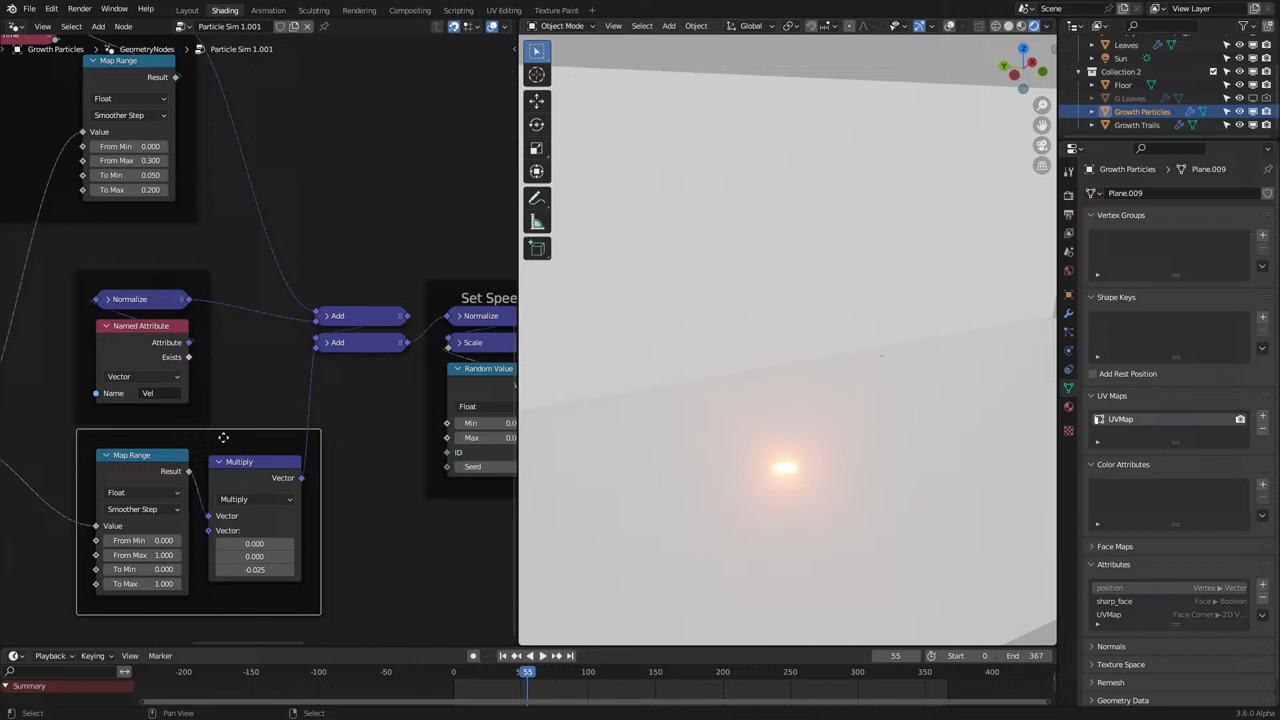 File Edit Render Window Help Layout Shading Animation Rendering Compositing Scripting UV Editing Texture Paint Scene View Layer
Select Add Node Particle Sim 1.001 Object Mode View Select Add Object Global
Growth Particles GeometryNodes Particle Sim 1.001
Map Range
Result
Float
Smoother Step
Value
From Min 0.000
From Max 0.300
To Min 0.050
To Max 0.200
Normalize
Named Attribute
Attribute
Exists
Vector
Name Vel
Map Range
Result
Float
Smoother Step
Value
From Min 0.000
From Max 1.000
To Min 0.000
To Max 1.000
Multiply
Vector
Multiply
Vector
Vector:
0.000
0.000
-0.025
Add
Add
Set Spee
Normalize
Scale
Random Value
Float
Min 0.0
Max 0.0
ID
Seed
Z
X
Y
Leaves
Sun
Collection 2
Floor
G Leaves
Growth Particles
Growth Trails
Growth Particles Plane.009
Plane.009
Vertex Groups
Shape Keys
Add Rest Position
UV Maps
UVMap
Color Attributes
Face Maps
Attributes
position Vertex ▶ Vector
sharp_face Face ▶ Boolean
UVMap Face Corner ▶ 2D V...
Normals
Texture Space
Remesh
Geometry Data
Playback Keying View Marker 55 Start 0 End 367
-200 -150 -100 -50 0 55 100 150 200 250 300 350 400
Summary
Select Pan View Select 3.6.0 Alpha